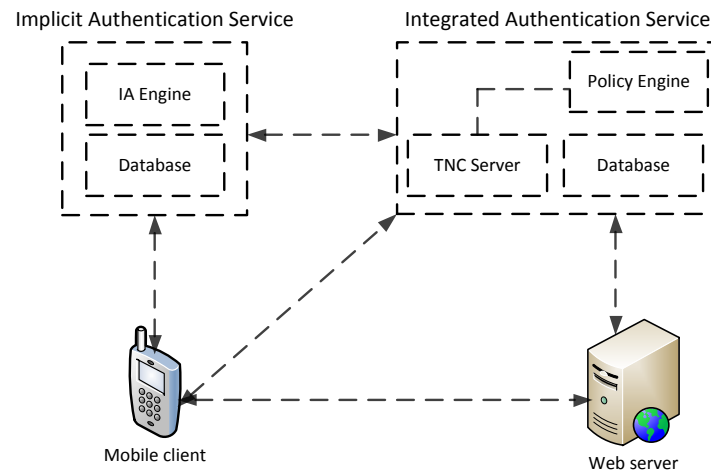 Implicit Authentication Service
Integrated Authentication Service
IA Engine
Policy Engine
Database
TNC Server
Database
Mobile client
Web server